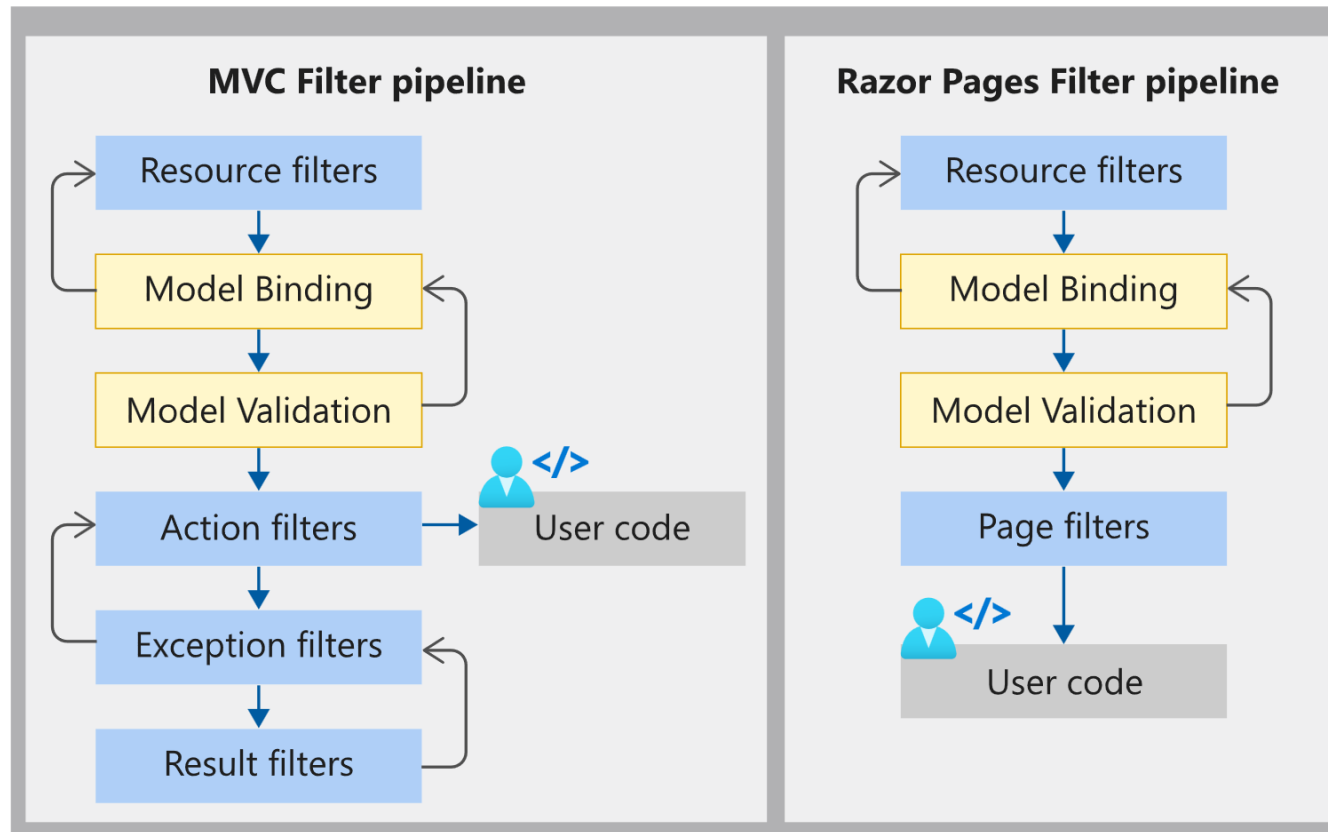 MVC Filter pipeline
Resource filters
Model Binding
Model Validation
Action filters
</>
User code
Exception filters
Result filters
Razor Pages Filter pipeline
Resource filters
Model Binding
Model Validation
Page filters
</>
User code